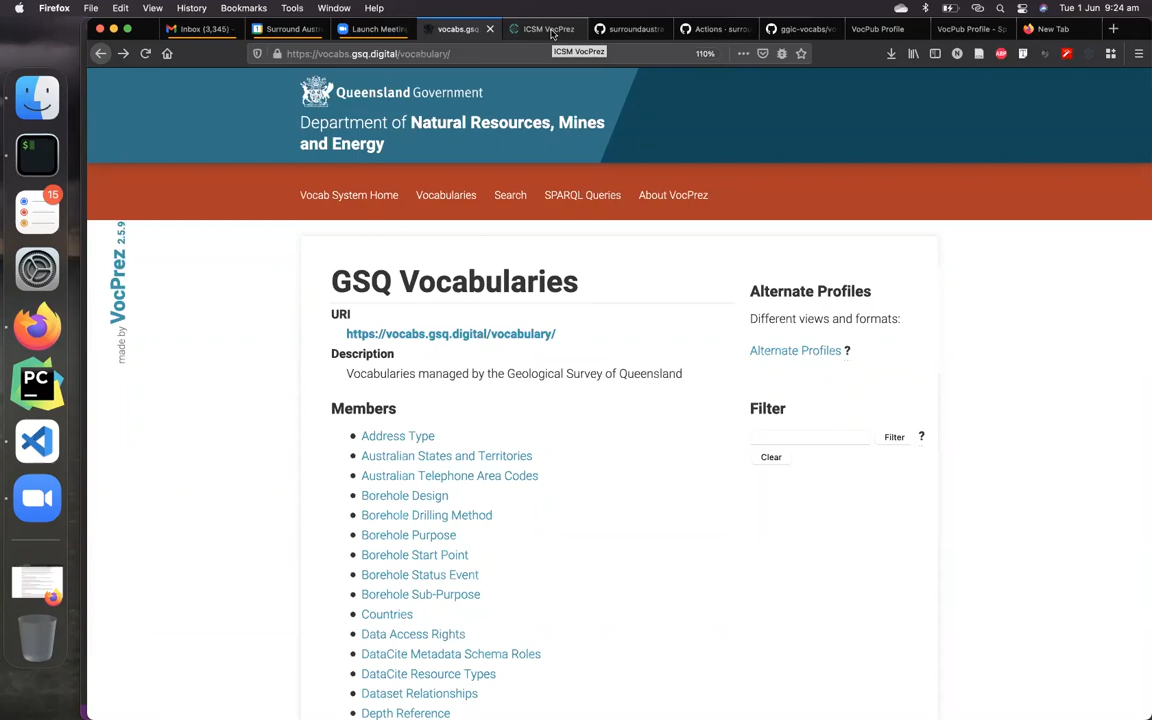 Firefox File Edit View History Bookmarks Tools Window Help Tue 1 Jun 9:24 am
Inbox (3,345) Surround Austr Launch Meetin vocabs.gsq. ICSM VocPrez surroundaustra Actions · surrou ggic-vocabs/vo VocPub Profile VocPub Profile - Sp New Tab
https://vocabs.gsq.digital/vocabulary/ 110%
ICSM VocPrez
Queensland Government
Department of Natural Resources, Mines
and Energy
Vocab System Home Vocabularies Search SPARQL Queries About VocPrez
made by VocPrez 2.5.9
GSQ Vocabularies
URI
https://vocabs.gsq.digital/vocabulary/
Description
Vocabularies managed by the Geological Survey of Queensland
Members
Address Type
Australian States and Territories
Australian Telephone Area Codes
Borehole Design
Borehole Drilling Method
Borehole Purpose
Borehole Start Point
Borehole Status Event
Borehole Sub-Purpose
Countries
Data Access Rights
DataCite Metadata Schema Roles
DataCite Resource Types
Dataset Relationships
Depth Reference
Alternate Profiles
Different views and formats:
Alternate Profiles ?
Filter
Filter ?
Clear
15
$
PC